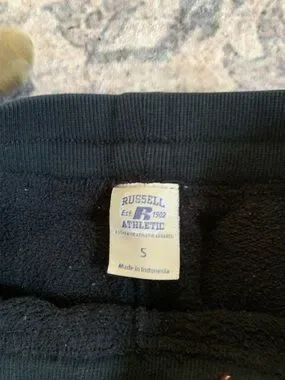 RUSSELL
Est. R 1902
ATHLETIC
S
Made in Indonesia